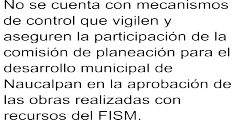 No se cuenta con mecanismos
de control que vigilen y
aseguren la participación de la
comisión de planeación para el
desarrollo municipal de
Naucalpan en la aprobación de
las obras realizadas con
recursos del FISM.